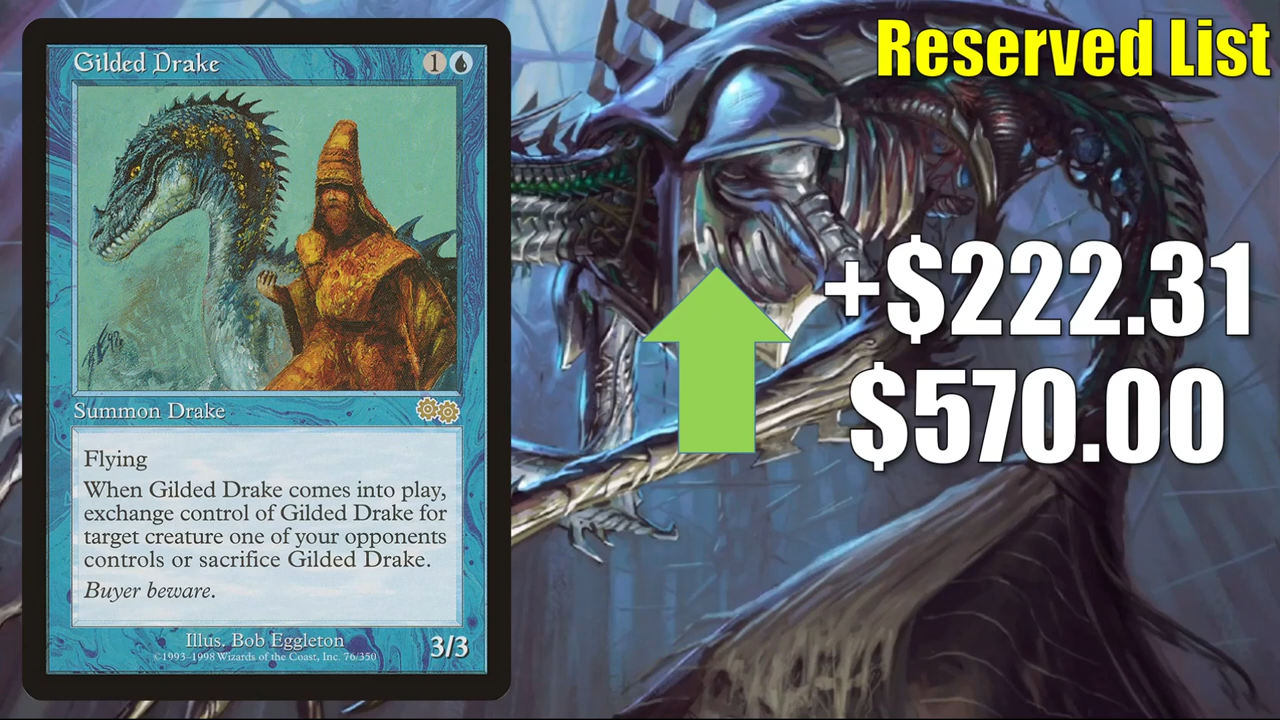 Gilded Drake
1
Summon Drake
Flying
When Gilded Drake comes into play,
exchange control of Gilded Drake for
target creature one of your opponents
controls or sacrifice Gilded Drake.
Buyer beware.
Illus. Bob Eggleton
©1993-1998 Wizards of the Coast, Inc. 76/350
3/3
Reserved List
+$222.31
$570.00